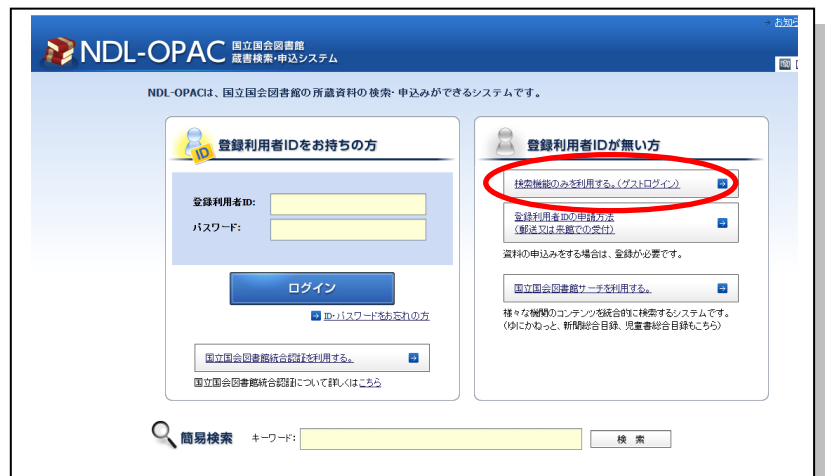 お知ら
NDL-OPAC 国立国会図書館
蔵書検索・申込システム
NDL-OPACは、国立国会図書館の所蔵資料の検索・申込みができるシステムです。
ID
登録利用者IDをお持ちの方
登録利用者ID:
パスワード:
ログイン
ID・パスワードをお忘れの方
国立国会図書館統合認証を利用する。
国立国会図書館統合認証について詳しくはこちら
登録利用者IDが無い方
検索機能のみを利用する。(ゲストログイン)
登録利用者IDの申請方法
(郵送又は来館での受付)
資料の申込みをする場合は、登録が必要です。
国立国会図書館サーチを利用する。
様々な機関のコンテンツを統合的に検索するシステムです。
(ゆにかねっと、新聞総合目録、児童書総合目録もこちら)
簡易検索 キーワード: 検 索